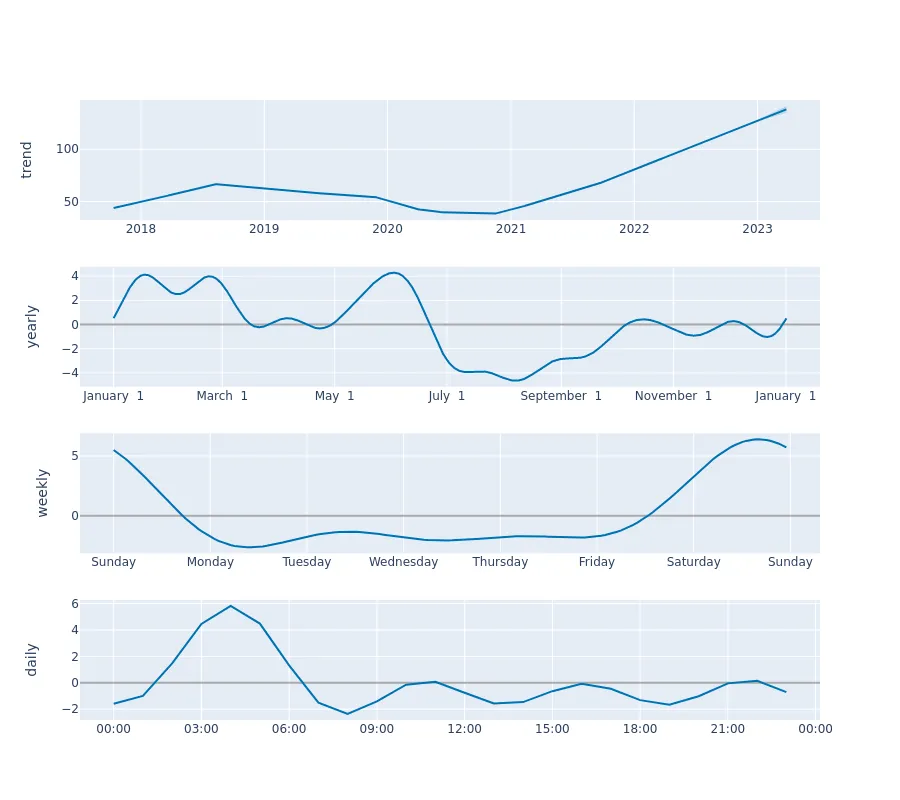 trend
100
50
2018 2019 2020 2021 2022 2023
yearly
4
2
0
−2
−4
January 1 March 1 May 1 July 1 September 1 November 1 January 1
weekly
5
0
Sunday Monday Tuesday Wednesday Thursday Friday Saturday Sunday
daily
6
4
2
0
−2
00:00 03:00 06:00 09:00 12:00 15:00 18:00 21:00 00:00